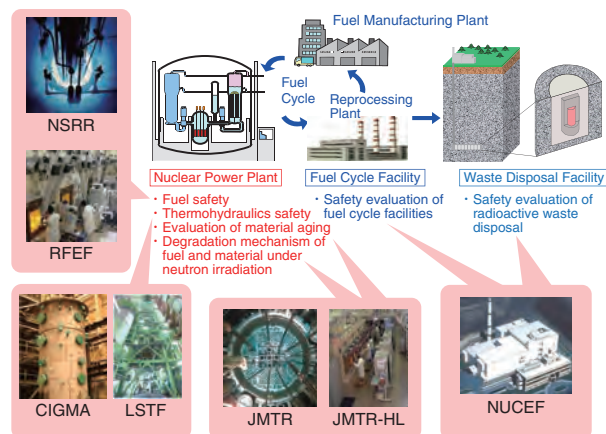 Fuel Manufacturing Plant
Fuel
Cycle
Reprocessing
Plant
NSRR
RFEF
Nuclear Power Plant
・Fuel safety
・Thermohydraulics safety
・Evaluation of material aging
・Degradation mechanism of
fuel and material under
neutron irradiation
Fuel Cycle Facility
・Safety evaluation of
fuel cycle facilities
Waste Disposal Facility
・Safety evaluation of
radioactive waste
disposal
CIGMA
LSTF
JMTR
JMTR-HL
NUCEF